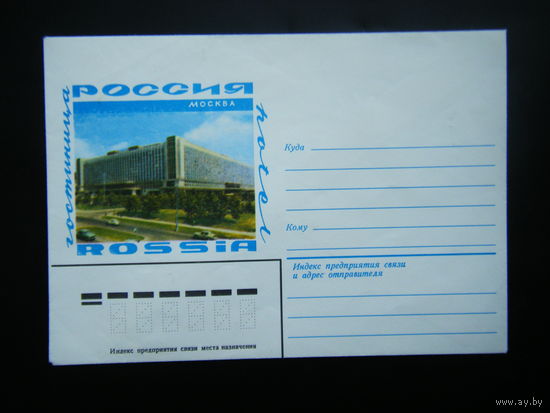 РОССИЯ
МОСКВА
гостиница
hotel
ROSSiA
Куда
Кому
Индекс предприятия связи
и адрес отправителя
Индекс предприятия связи места назначения
www.ay.by